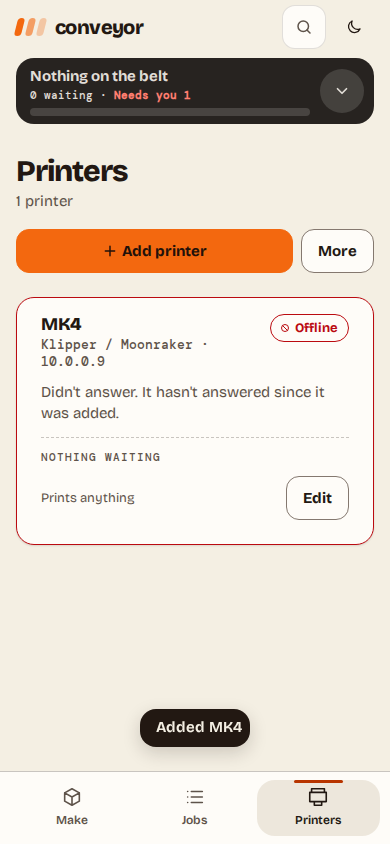 conveyor
Nothing on the belt
0 waiting · Needs you 1
Printers
1 printer
+ Add printer
More
MK4
Offline
Klipper / Moonraker ·
10.0.0.9
Didn't answer. It hasn't answered since it
was added.
NOTHING WAITING
Prints anything
Edit
Added MK4
Make
Jobs
Printers